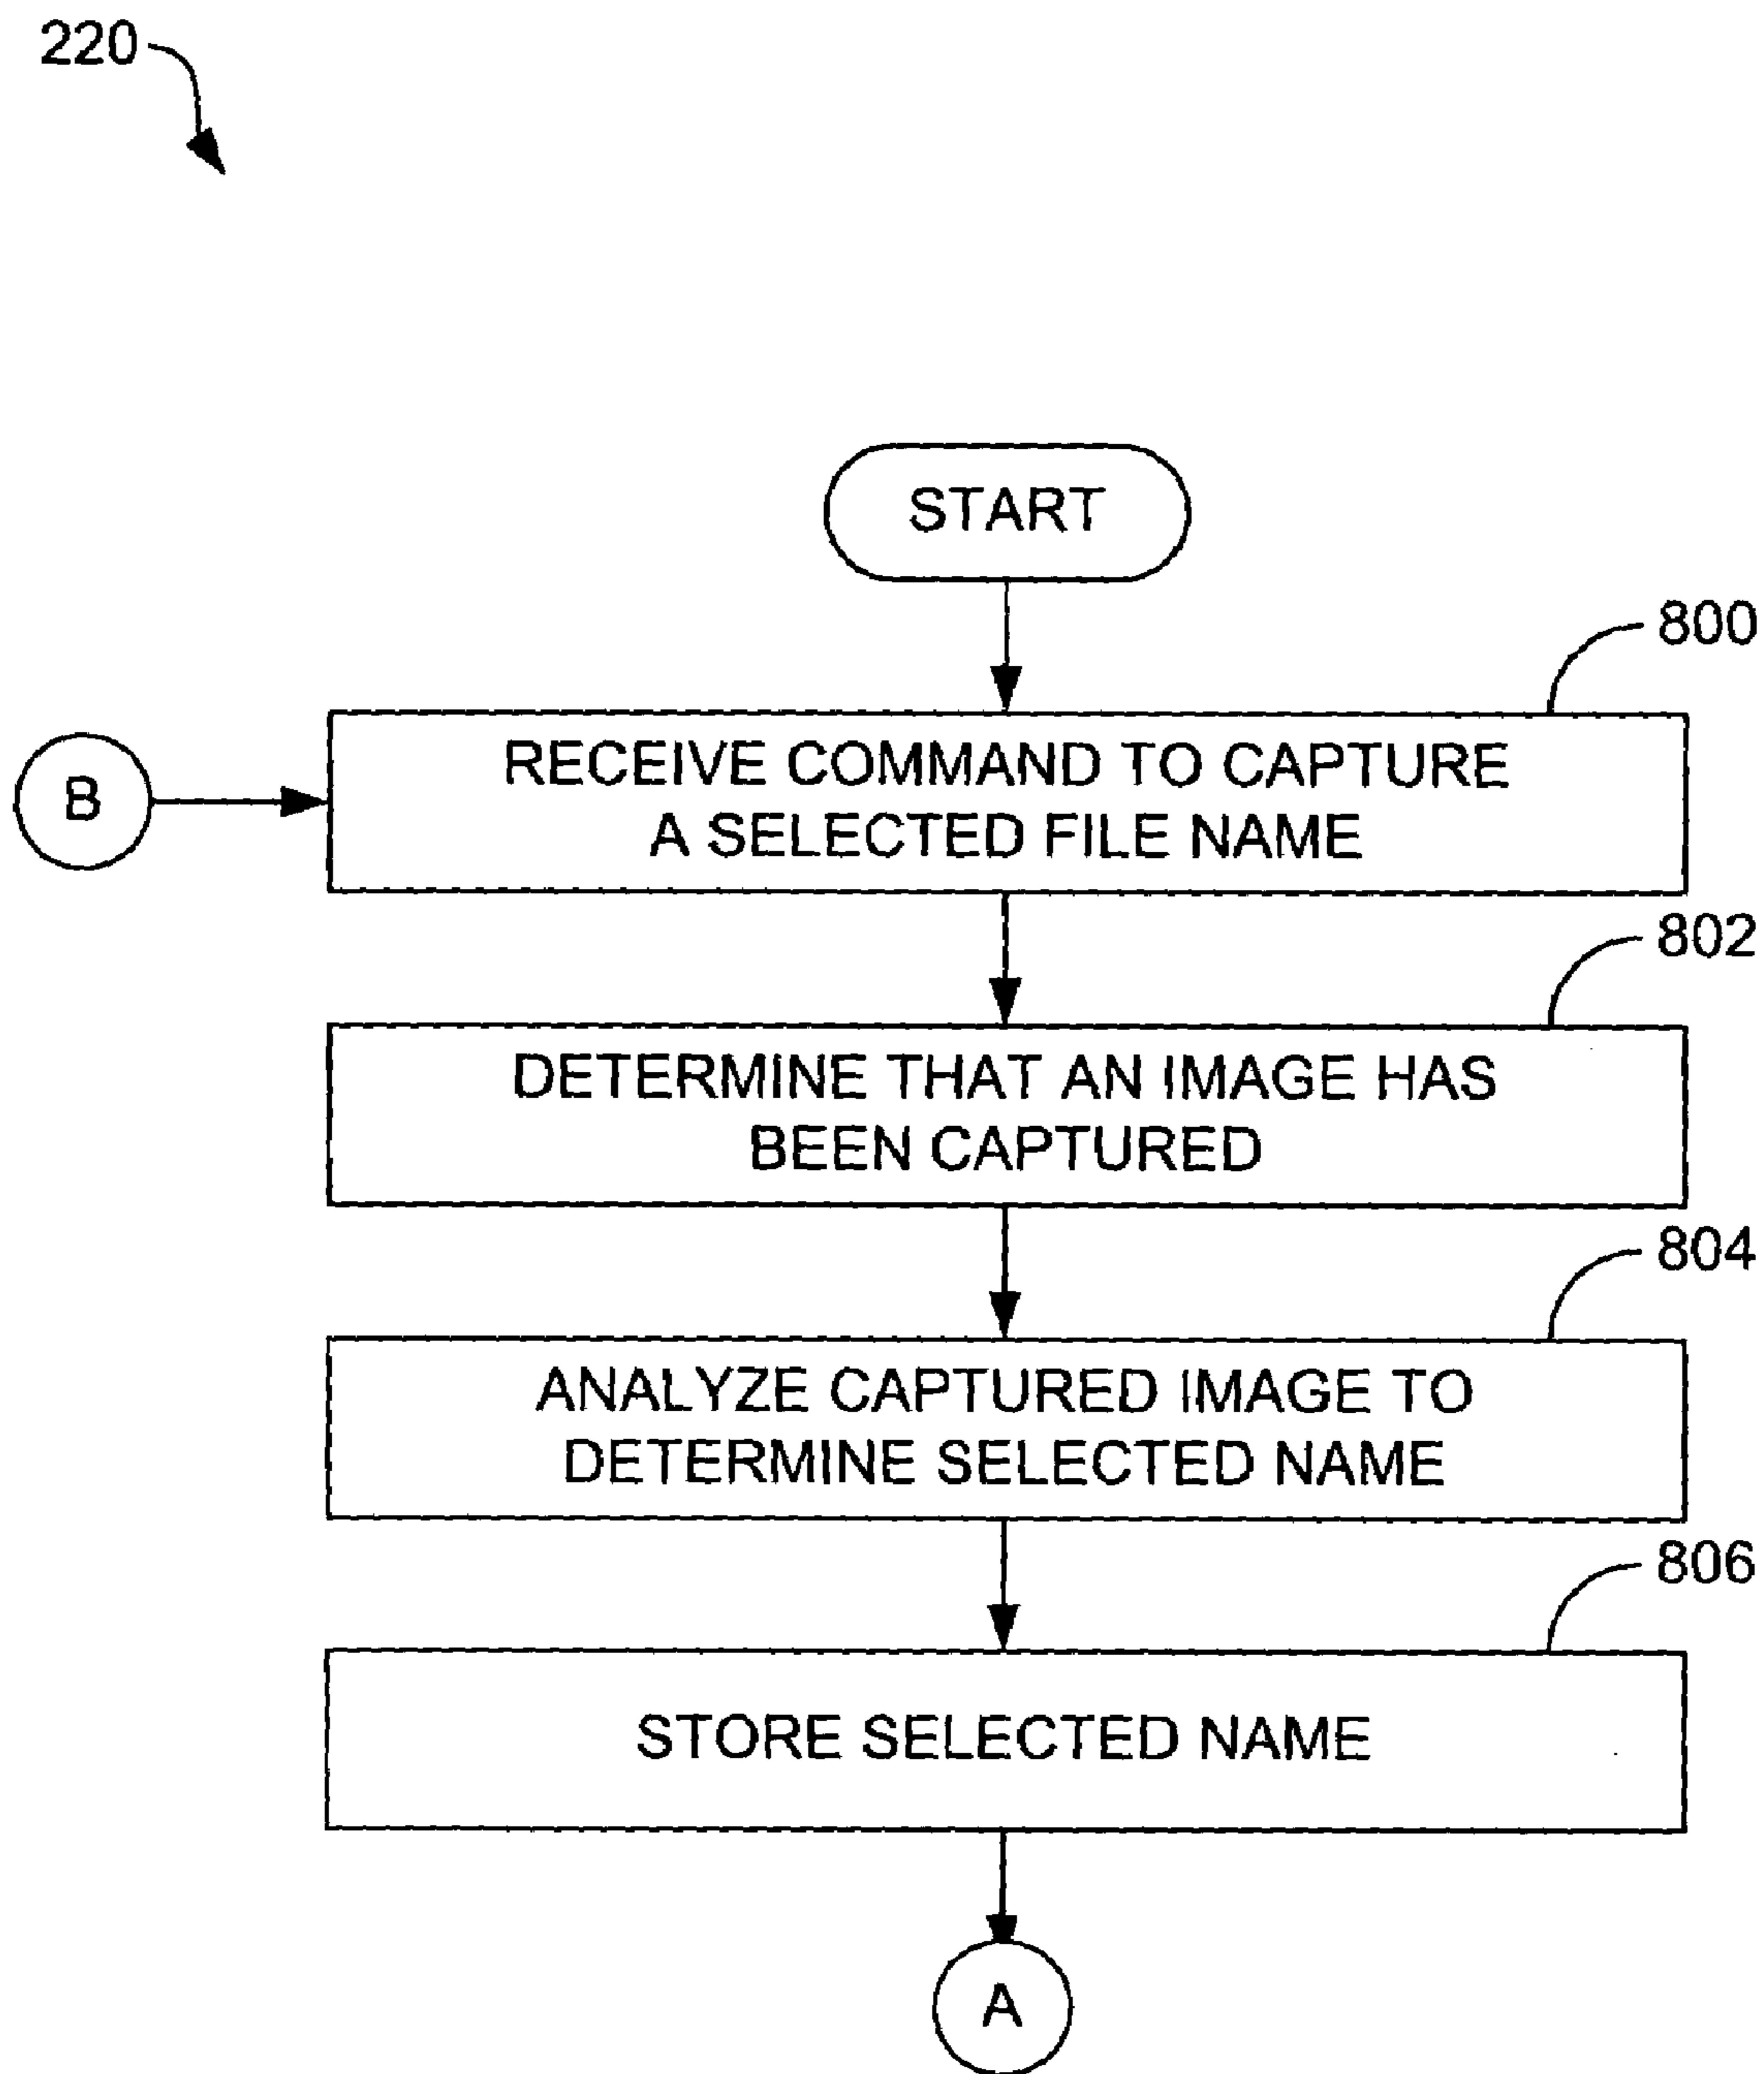 220
START
800
RECEIVE COMMAND TO CAPTURE
A SELECTED FILE NAME
B
802
DETERMINE THAT AN IMAGE HAS
BEEN CAPTURED
804
ANALYZE CAPTURED IMAGE TO
DETERMINE SELECTED NAME
806
STORE SELECTED NAME
A